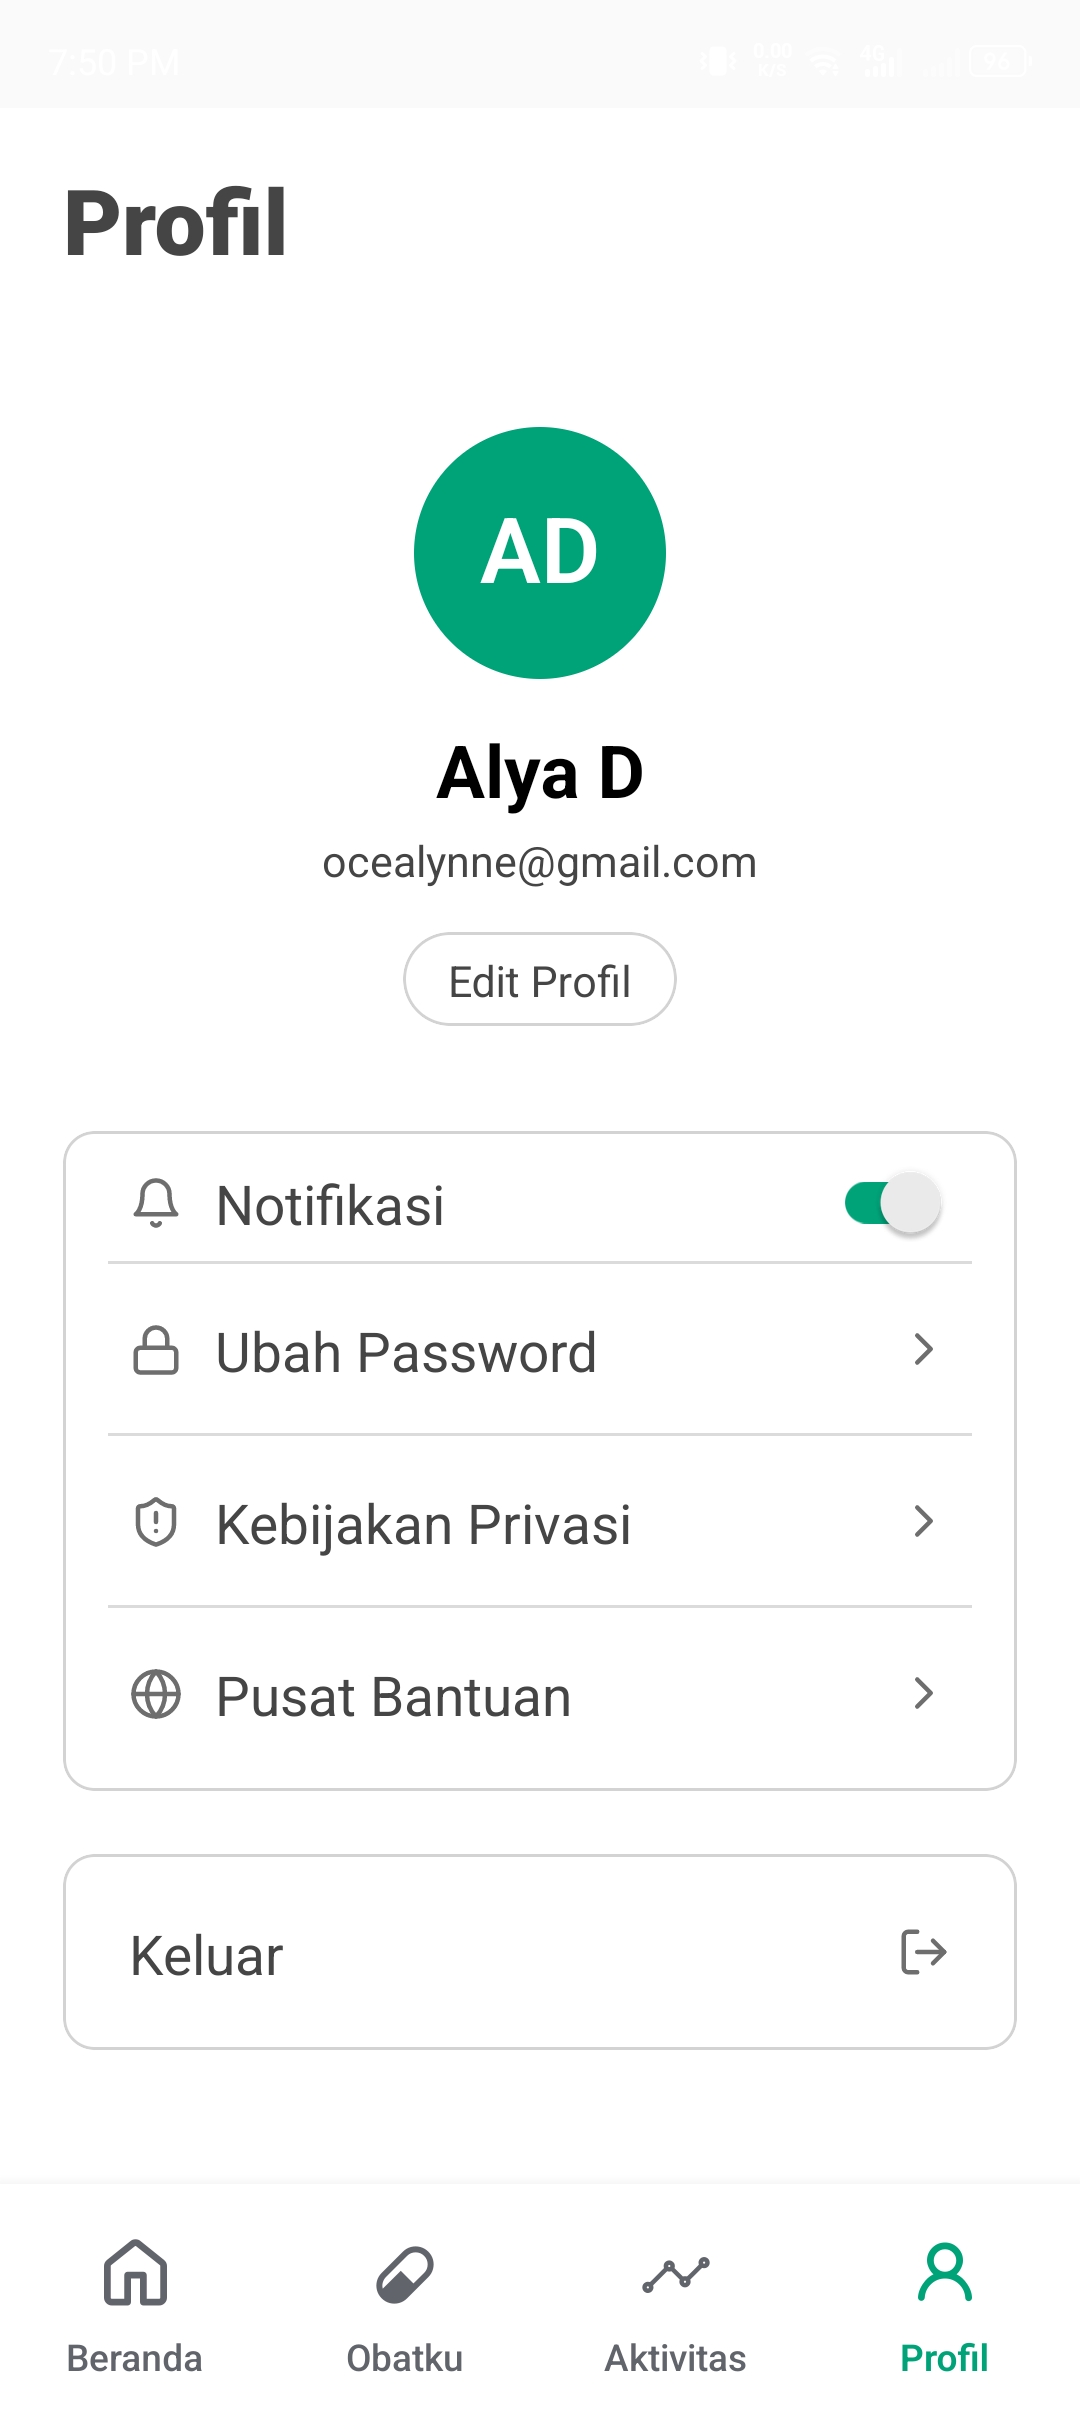 7:50 PM 0.00 K/S 4G 96
Profil
AD
Alya D
ocealynne@gmail.com
Edit Profil
Notifikasi
Ubah Password
Kebijakan Privasi
Pusat Bantuan
Keluar
Beranda Obatku Aktivitas Profil